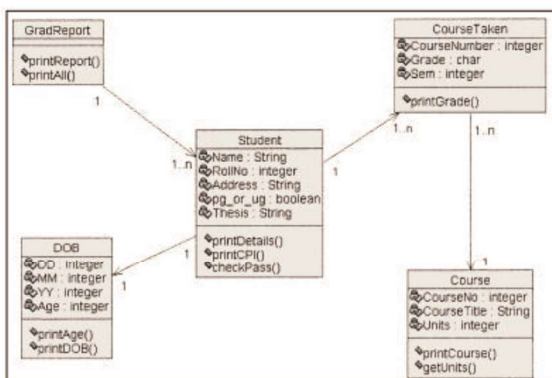 GradReport
printReport()
printAll()
1
1..n
Student
Name : String
RollNo : integer
Address : String
pg_or_ug : boolean
Thesis : String
printDetails()
printCPI()
checkPass()
1
1..n
CourseTaken
CourseNumber : integer
Grade : char
Sem : integer
printGrade()
1..n
1
Course
CourseNo : integer
CourseTitle : String
Units : integer
printCourse()
getUnits()
1
1
DOB
DD : integer
MM : integer
YY : integer
Age : integer
printAge()
printDOB()